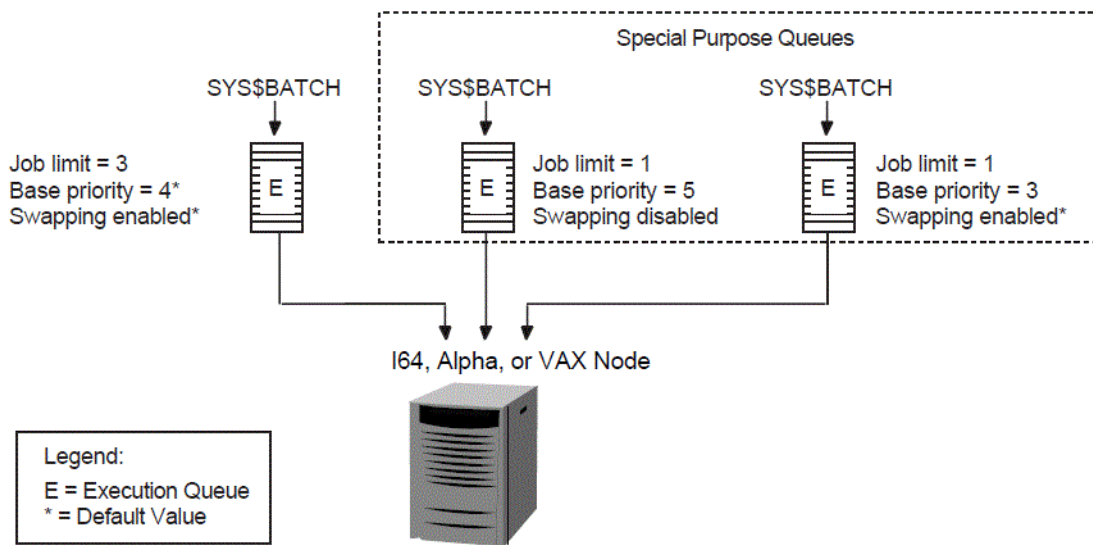 Special Purpose Queues
SYS$BATCH
SYS$BATCH
SYS$BATCH
Job limit = 3
Base priority = 4*
Swapping enabled*
E
E
Job limit = 1
Base priority = 5
Swapping disabled
E
Job limit = 1
Base priority = 3
Swapping enabled*
I64, Alpha, or VAX Node
Legend:
E = Execution Queue
* = Default Value